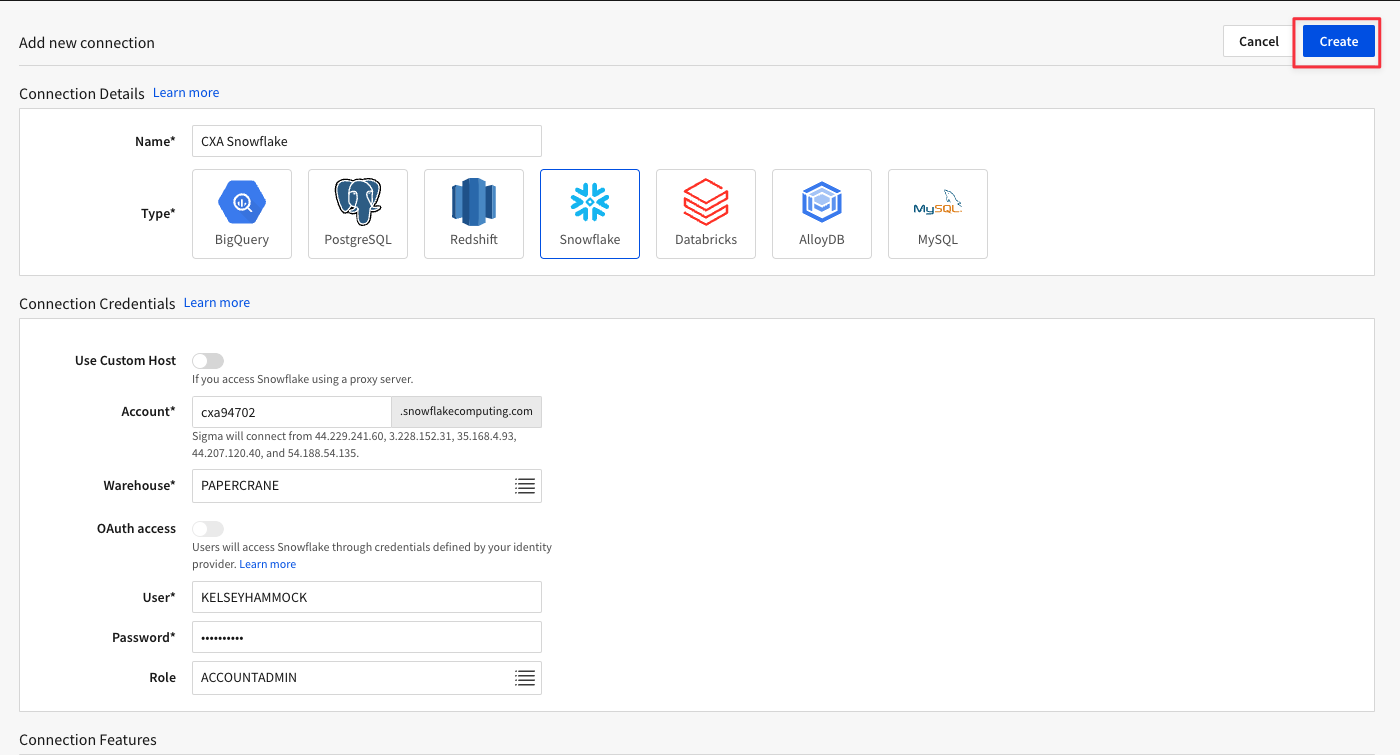 Add new connection
Cancel
Create
Connection Details Learn more
Name*
CXA Snowflake
Type*
BigQuery
PostgreSQL
Redshift
Snowflake
Databricks
AlloyDB
MySQL
MySQL
Connection Credentials Learn more
Use Custom Host
If you access Snowflake using a proxy server.
Account*
cxa94702
.snowflakecomputing.com
Sigma will connect from 44.229.241.60, 3.228.152.31, 35.168.4.93,
44.207.120.40, and 54.188.54.135.
Warehouse*
PAPERCRANE
OAuth access
Users will access Snowflake through credentials defined by your identity
provider. Learn more
User*
KELSEYHAMMOCK
Password*
••••••••••
Role
ACCOUNTADMIN
Connection Features